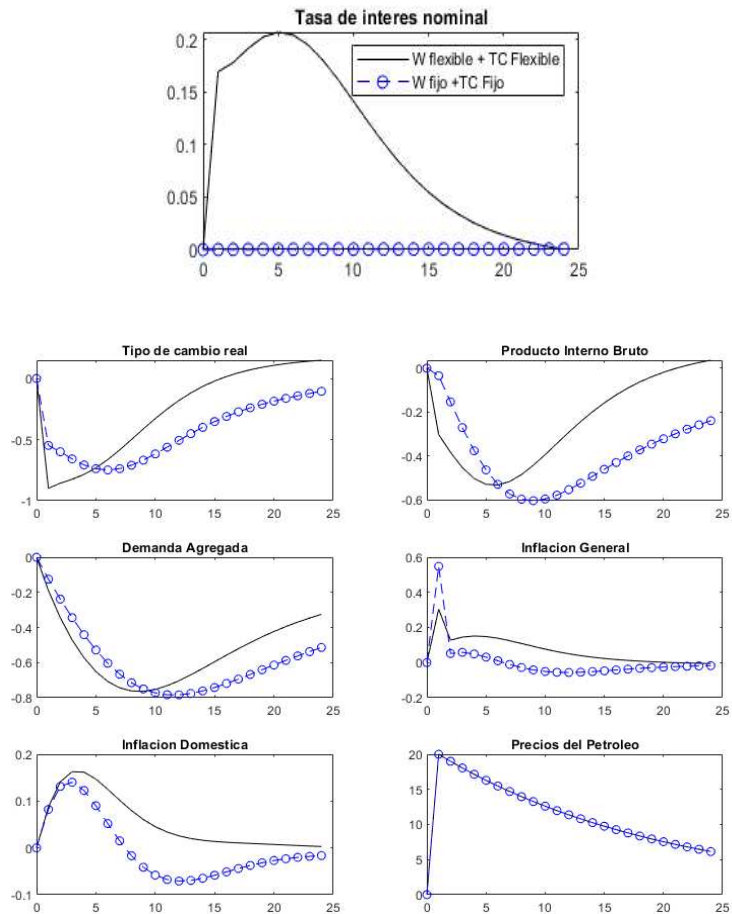 Tasa de interes nominal
0.2
0.15
0.1
0.05
0
W flexible + TC Flexible
W fijo +TC Fijo
0 5 10 15 20 25
Tipo de cambio real
0
-0.5
-1
0 5 10 15 20 25
Producto Interno Bruto
0
-0.2
-0.4
-0.6
0 5 10 15 20 25
Demanda Agregada
0
-0.2
-0.4
-0.6
-0.8
0 5 10 15 20 25
Inflacion General
0.6
0.4
0.2
0
-0.2
0 5 10 15 20 25
Inflacion Domestica
0.2
0.1
0
-0.1
0 5 10 15 20 25
Precios del Petroleo
20
15
10
5
0
0 5 10 15 20 25